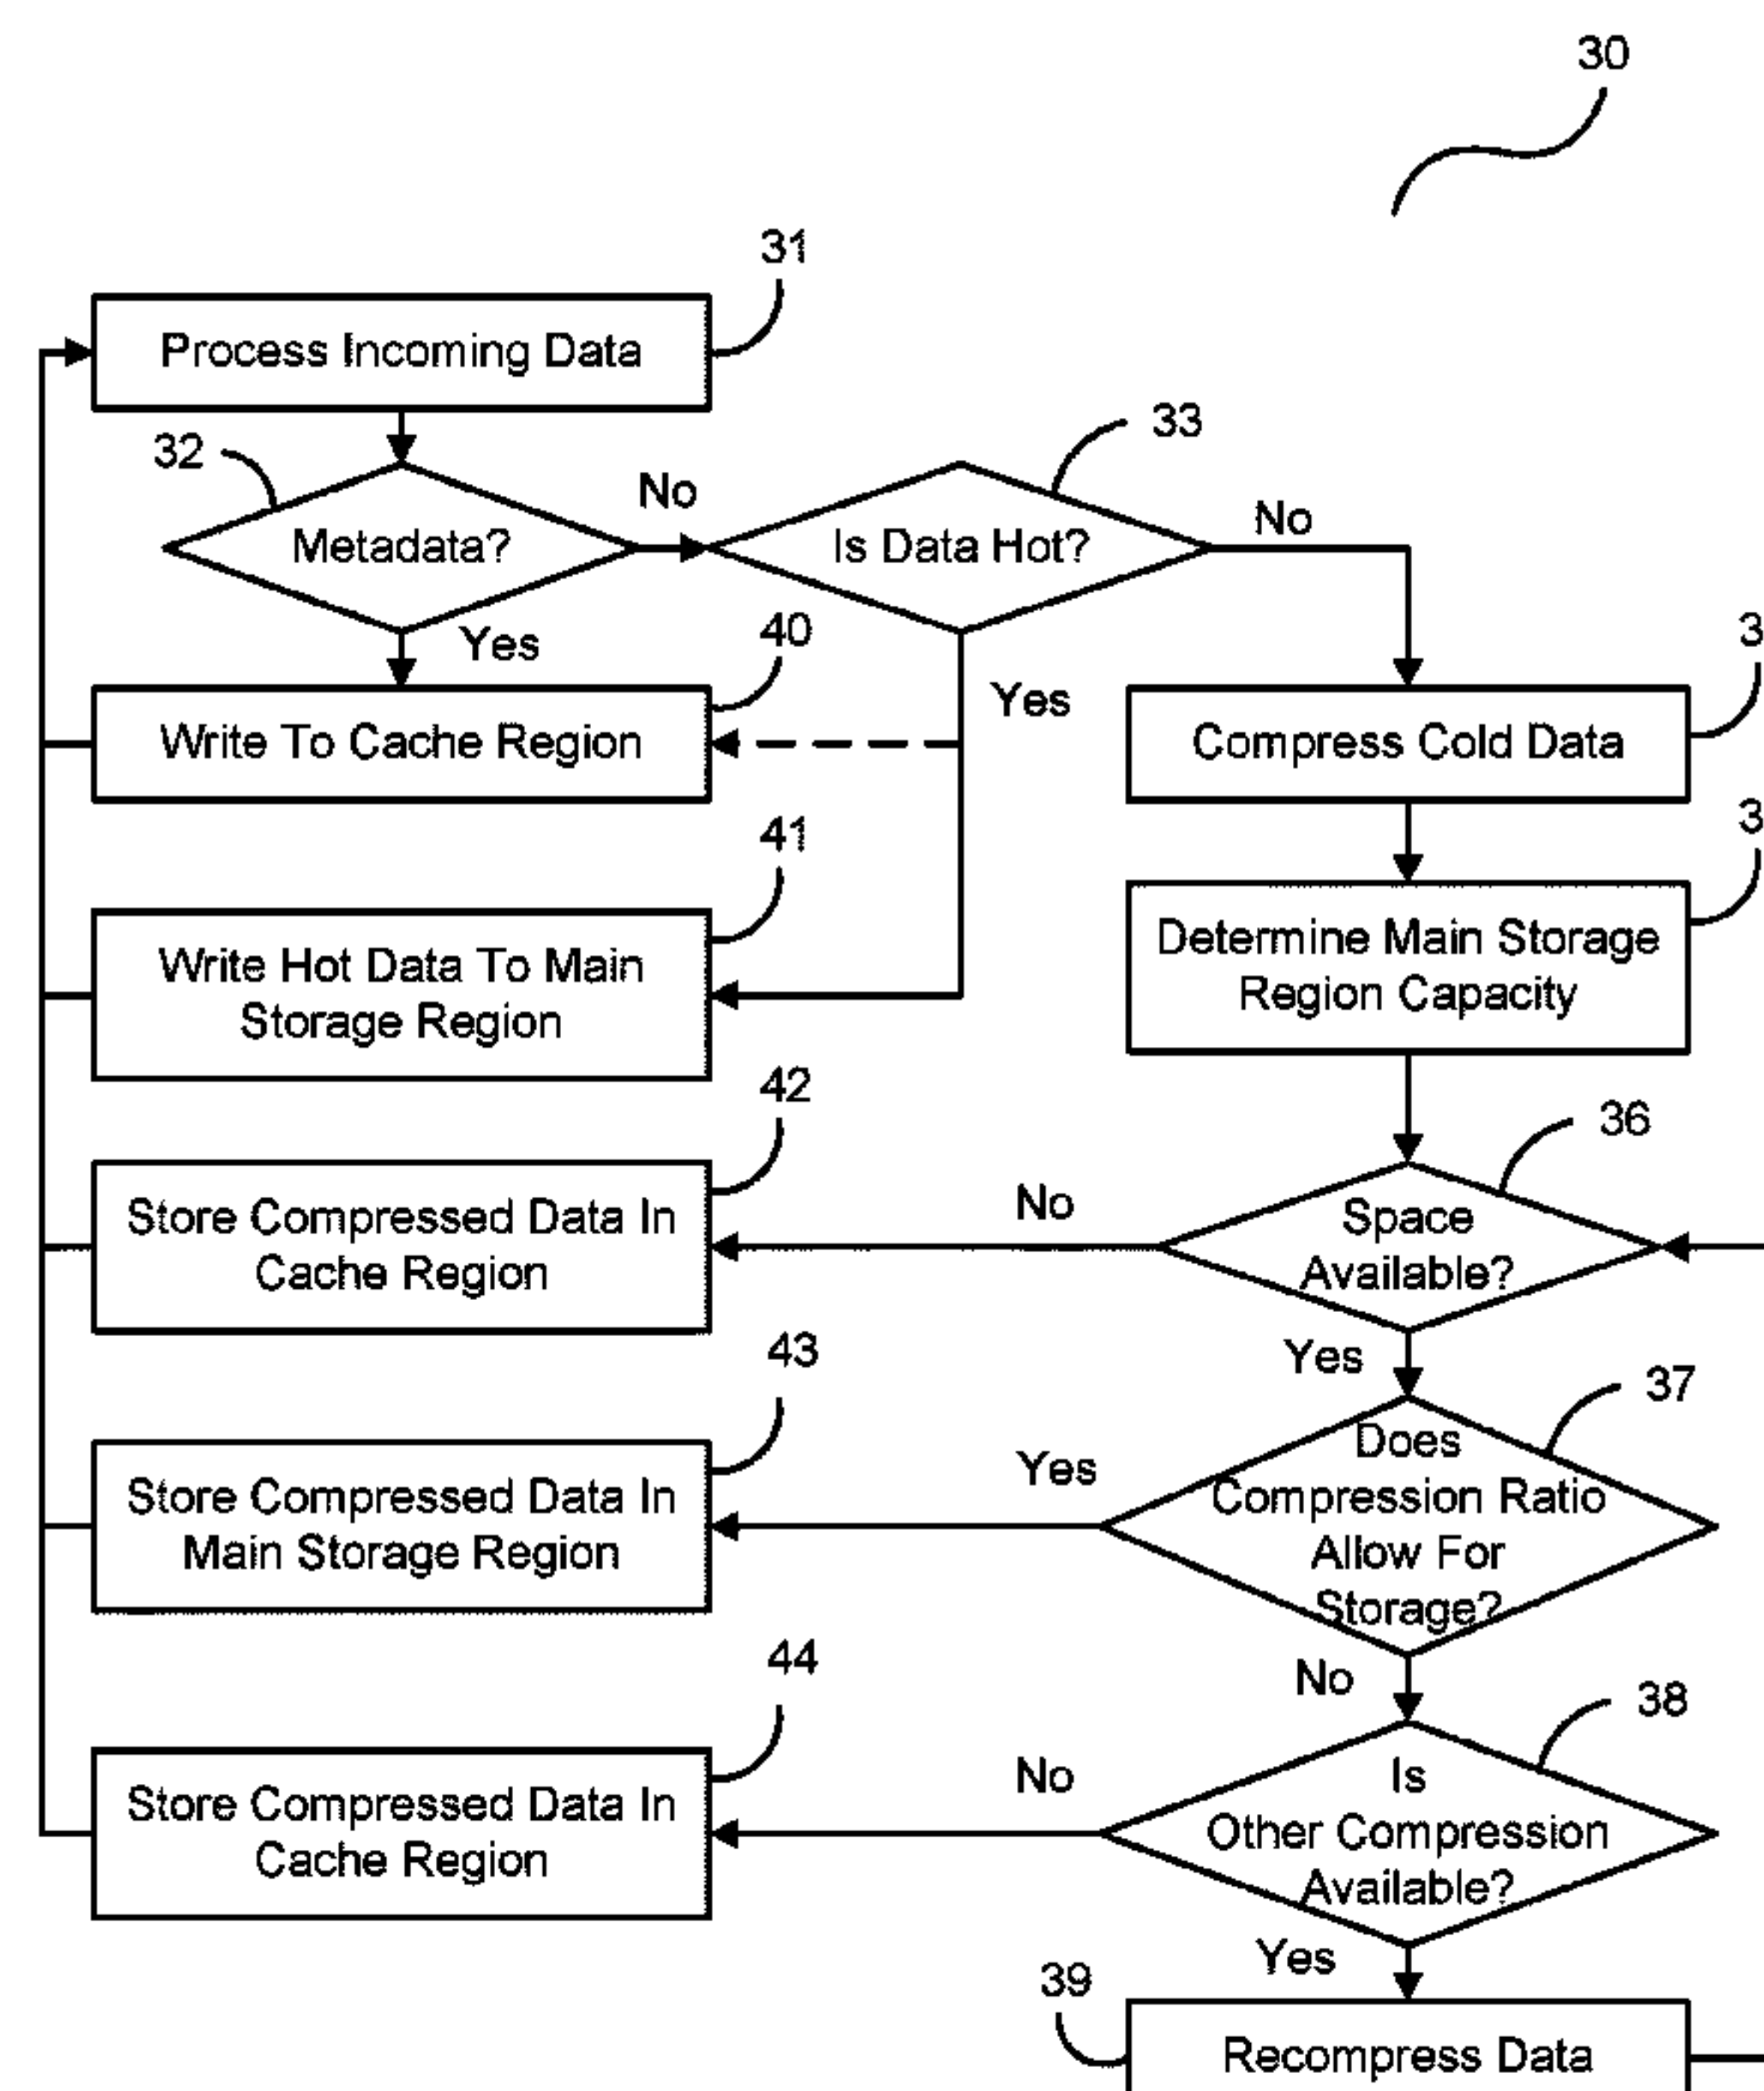 30
31
Process Incoming Data
32
No
33
Metadata?
Is Data Hot?
No
Yes
40
3
Write To Cache Region
Yes
Compress Cold Data
41
3
Write Hot Data To Main
Storage Region
Determine Main Storage
Region Capacity
42
36
Store Compressed Data In
Cache Region
No
Space
Available?
43
Yes
37
Store Compressed Data In
Main Storage Region
Yes
Does
Compression Ratio
Allow For
Storage?
44
No
38
Store Compressed Data In
Cache Region
No
Is
Other Compression
Available?
Yes
39
Recompress Data